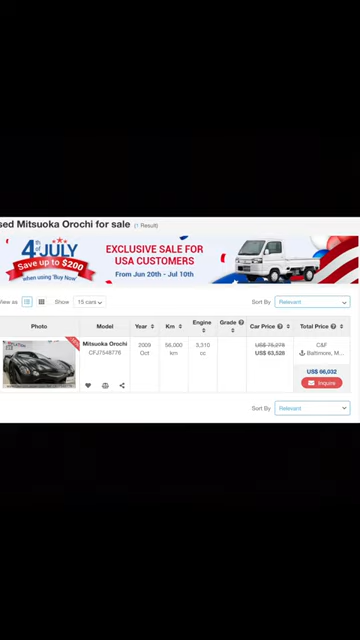 sed Mitsuoka Orochi for sale (1 Result)
4th of JULY
Save up to $200
when using 'Buy Now'
EXCLUSIVE SALE FOR
USA CUSTOMERS
From Jun 20th - Jul 10th
View as Show 15 cars Sort By Relevant
Photo Model Year Km Engine Grade Car Price Total Price
Mitsuoka Orochi
CFJ7548776
2009
Oct
56,000
km
3,310
cc
US$ 75,278
US$ 63,528
C&F
Baltimore, M...
US$ 66,032
Inquire
Sort By Relevant